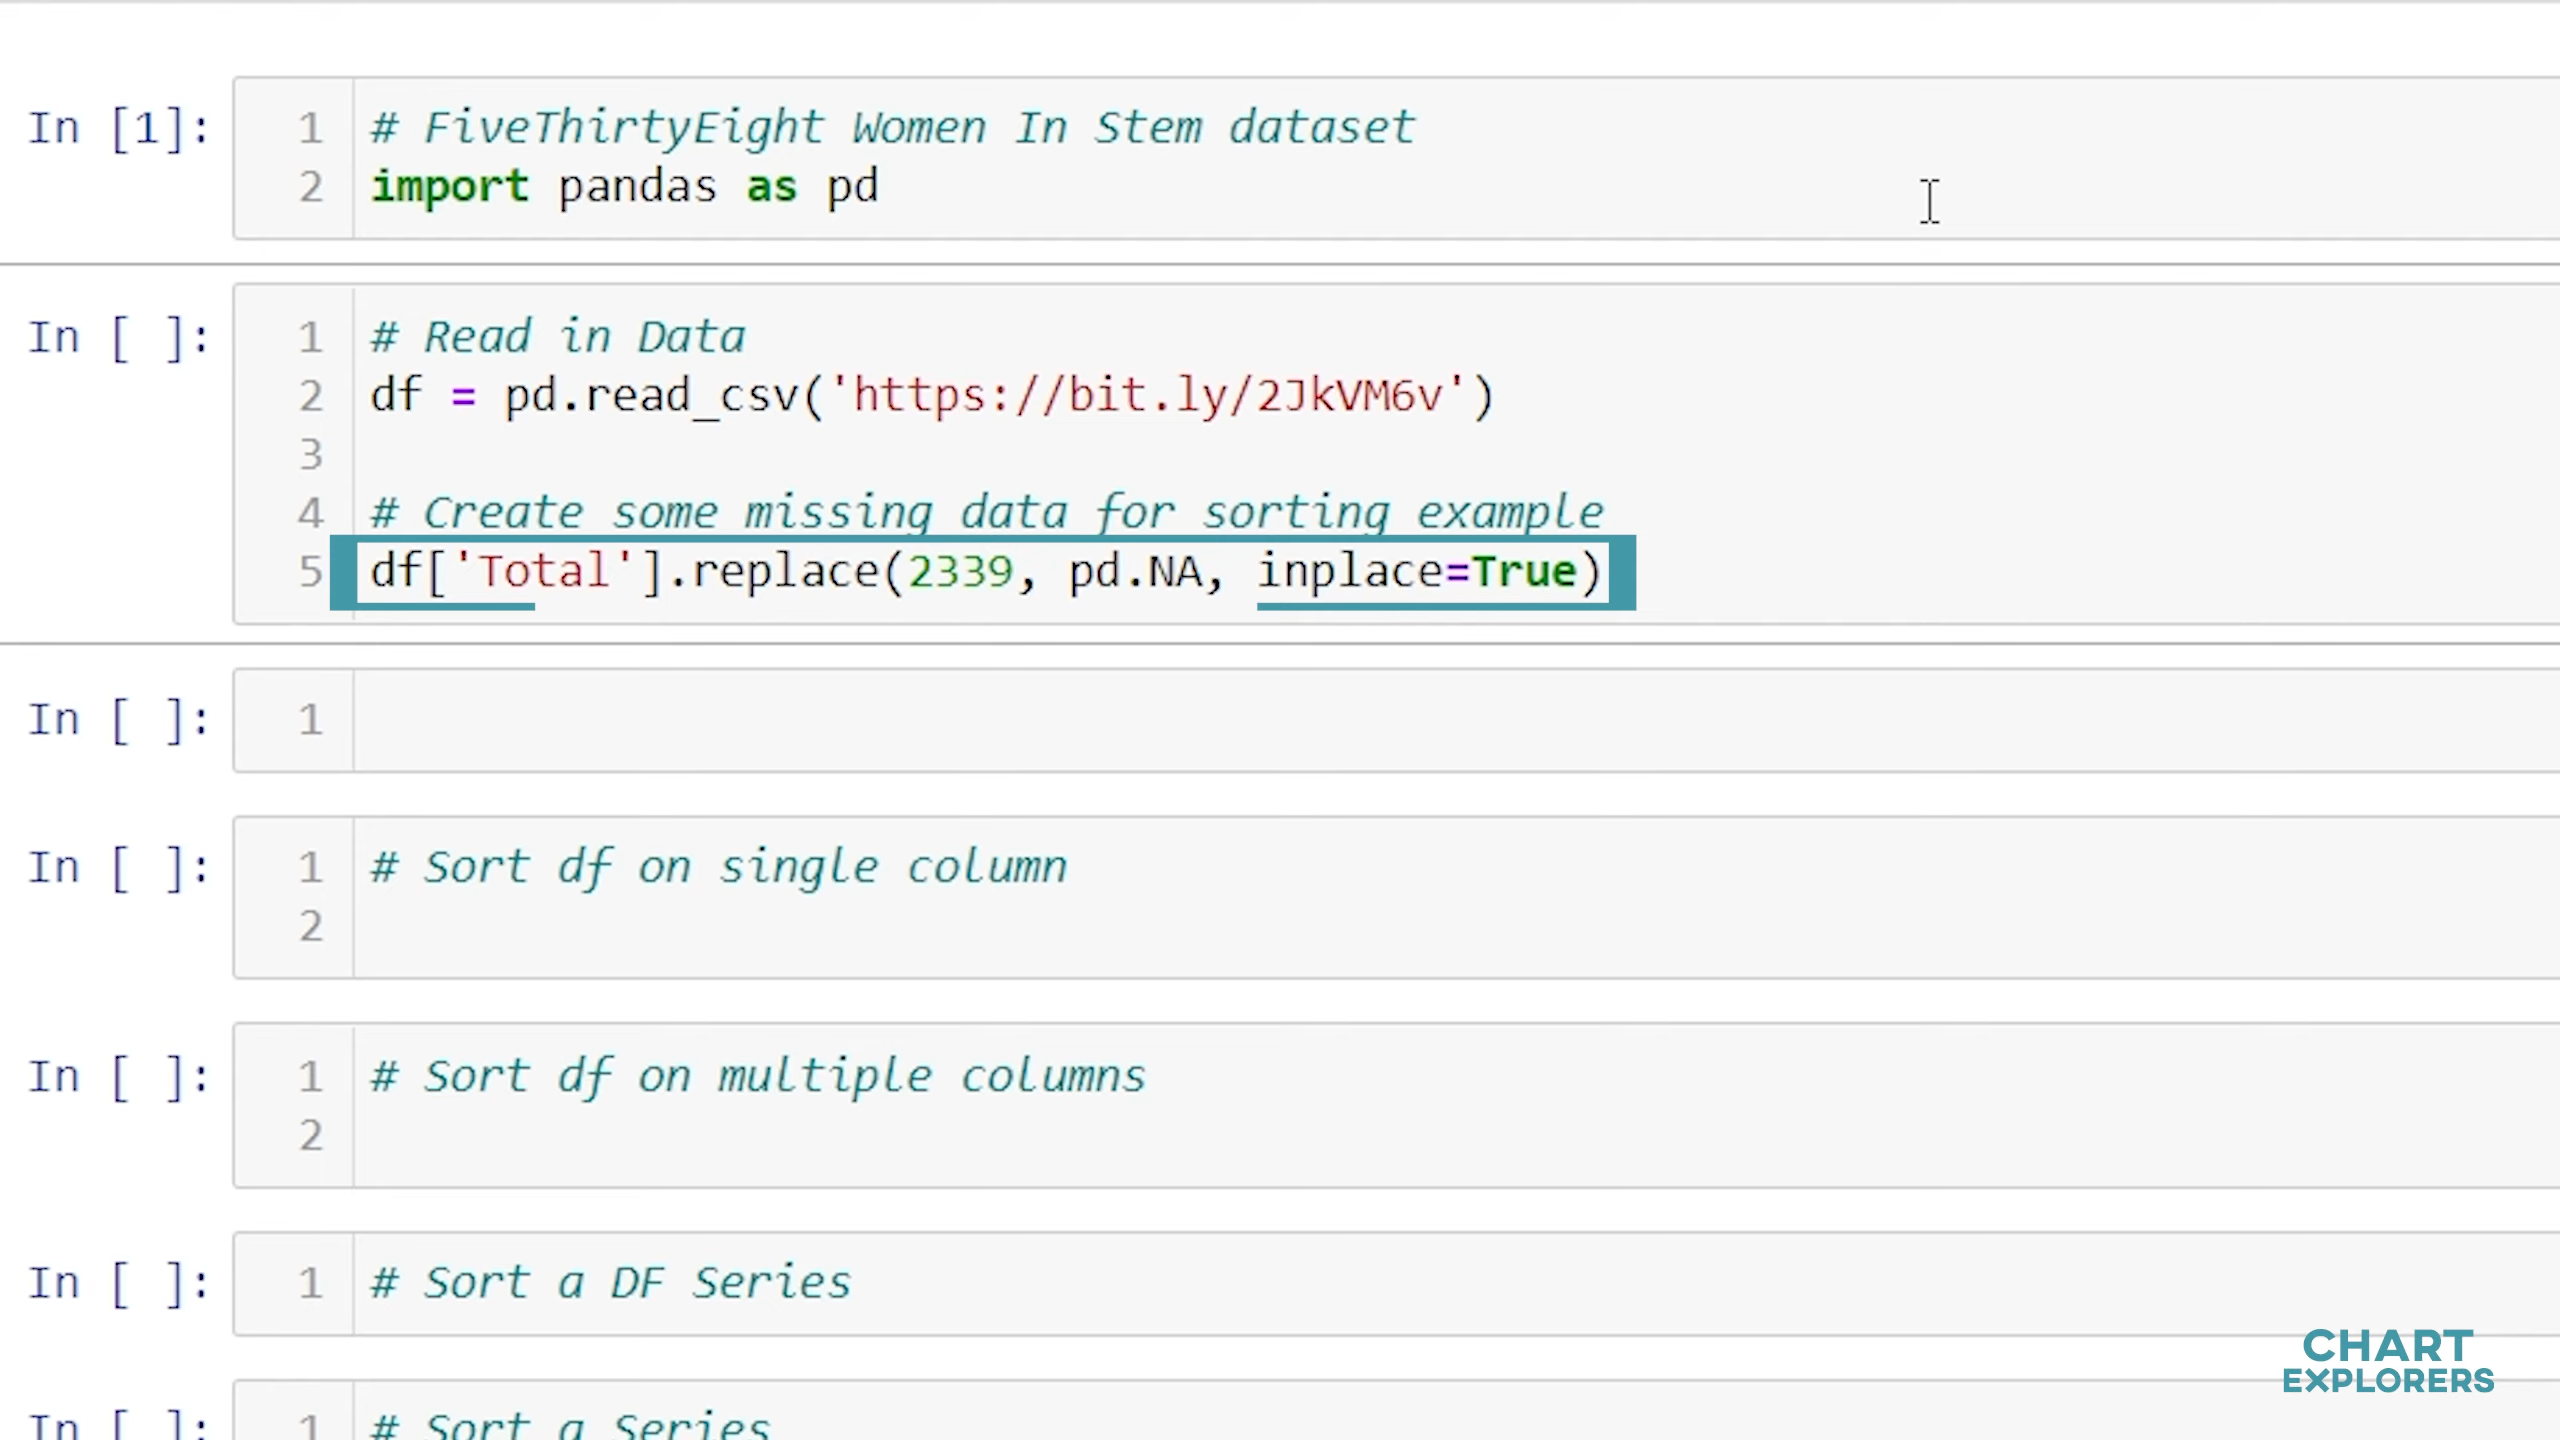 In [1]:
1 # FiveThirtyEight Women In Stem dataset
2 import pandas as pd
In [ ]:
1 # Read in Data
2 df = pd.read_csv('https://bit.ly/2JkVM6v')
3
4 # Create some missing data for sorting example
5 df['Total'].replace(2339, pd.NA, inplace=True)
In [ ]:
1
In [ ]:
1 # Sort df on single column
2
In [ ]:
1 # Sort df on multiple columns
2
In [ ]:
1 # Sort a DF Series
In [ ]:
1 # Sort a Series
CHART
EXPLORERS